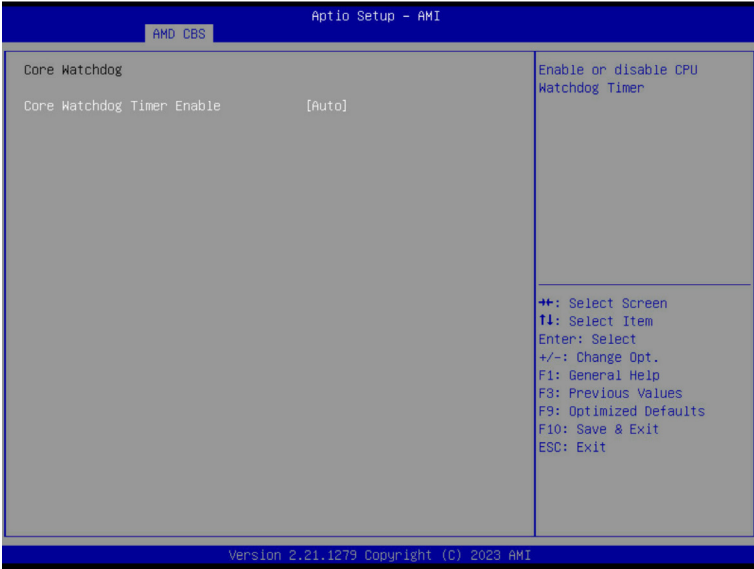 Aptio Setup – AMI
AMD CBS
Core Watchdog
Core Watchdog Timer Enable [Auto]
Enable or disable CPU
Watchdog Timer
→←: Select Screen
↑↓: Select Item
Enter: Select
+/-: Change Opt.
F1: General Help
F3: Previous Values
F9: Optimized Defaults
F10: Save & Exit
ESC: Exit
Version 2.21.1279 Copyright (C) 2023 AMI